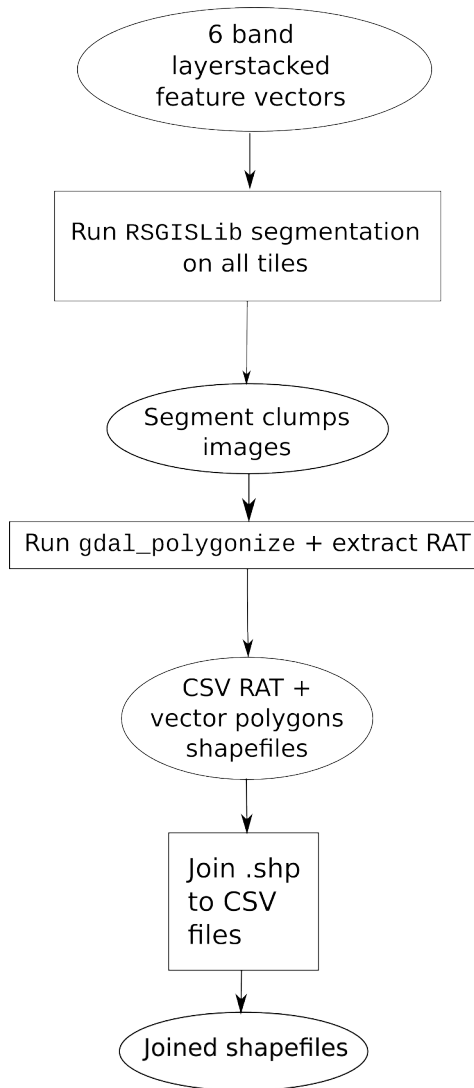 6 band
layerstacked
feature vectors
Run RSGISLib segmentation
on all tiles
Segment clumps
images
Run gdal_polygonize + extract RAT
CSV RAT +
vector polygons
shapefiles
Join .shp
to CSV
files
Joined shapefiles